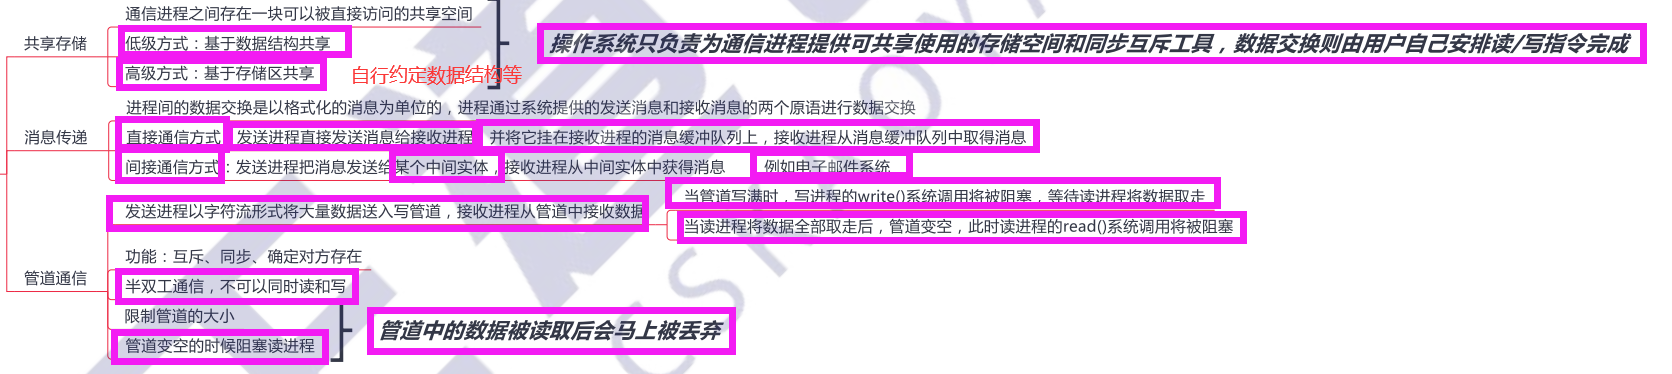 通信进程之间存在一块可以被直接访问的共享空间
共享存储
低级方式：基于数据结构共享
操作系统只负责为通信进程提供可共享使用的存储空间和同步互斥工具，数据交换则由用户自己安排读/写指令完成
高级方式：基于存储区共享
自行约定数据结构等
进程间的数据交换是以格式化的消息为单位的，进程通过系统提供的发送消息和接收消息的两个原语进行数据交换
消息传递
直接通信方式
发送进程直接发送消息给接收进程
并将它挂在接收进程的消息缓冲队列上，接收进程从消息缓冲队列中取得消息
间接通信方式：发送进程把消息发送给某个中间实体，接收进程从中间实体中获得消息
例如电子邮件系统
当管道写满时，写进程的write()系统调用将被阻塞，等待读进程将数据取走
发送进程以字符流形式将大量数据送入写管道，接收进程从管道中接收数据
当读进程将数据全部取走后，管道变空，此时读进程的read()系统调用将被阻塞
功能：互斥、同步、确定对方存在
管道通信
半双工通信，不可以同时读和写
限制管道的大小
管道中的数据被读取后会马上被丢弃
管道变空的时候阻塞读进程